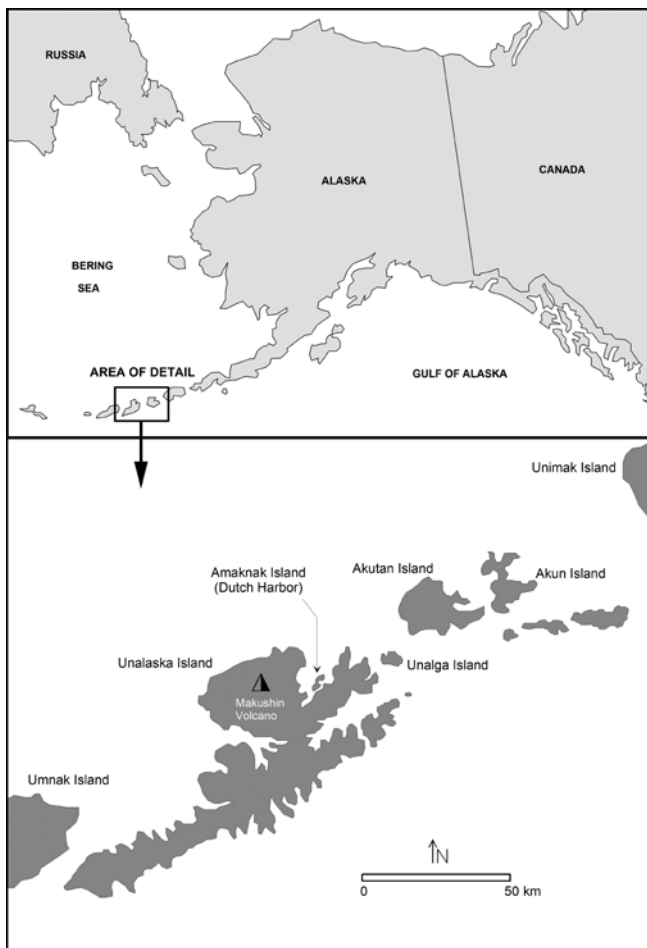 RUSSIA
ALASKA
CANADA
BERING
SEA
AREA OF DETAIL
GULF OF ALASKA
Unimak Island
Amaknak Island
(Dutch Harbor)
Akutan Island
Akun Island
Unalaska Island
Unalga Island
Makushin
Volcano
Umnak Island
N
0
50 km